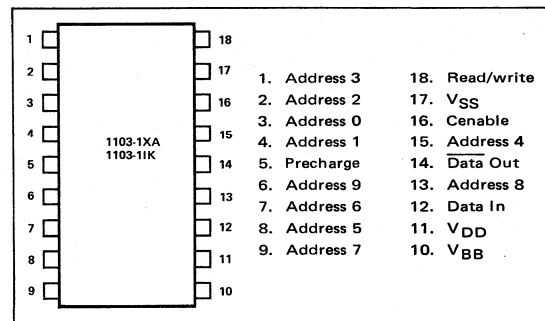 1 18
2 17
3 16
4 15
5 14
6 13
7 12
8 11
9 10
1103-1XA
1103-1IK
1. Address 3 18. Read/write
2. Address 2 17. VSS
3. Address 0 16. Cenable
4. Address 1 15. Address 4
5. Precharge 14. Data Out
6. Address 9 13. Address 8
7. Address 6 12. Data In
8. Address 5 11. VDD
9. Address 7 10. VBB